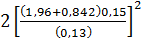 2 [ (1,96+0,842)0,15 / (0,13) ]²